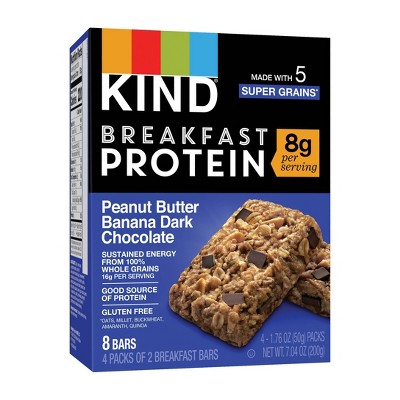 KIND
MADE WITH 5
SUPER GRAINS*
BREAKFAST
PROTEIN
8g
per
serving
Peanut Butter
Banana Dark
Chocolate
SUSTAINED ENERGY
FROM 100%
WHOLE GRAINS
16g PER SERVING
GOOD SOURCE
OF PROTEIN
GLUTEN FREE
*OATS, MILLET, BUCKWHEAT,
AMARANTH, QUINOA
8 BARS
4 PACKS OF 2 BREAKFAST BARS
4 - 1.76 OZ (50g) PACKS
NET WT. 7.04 OZ (200g)